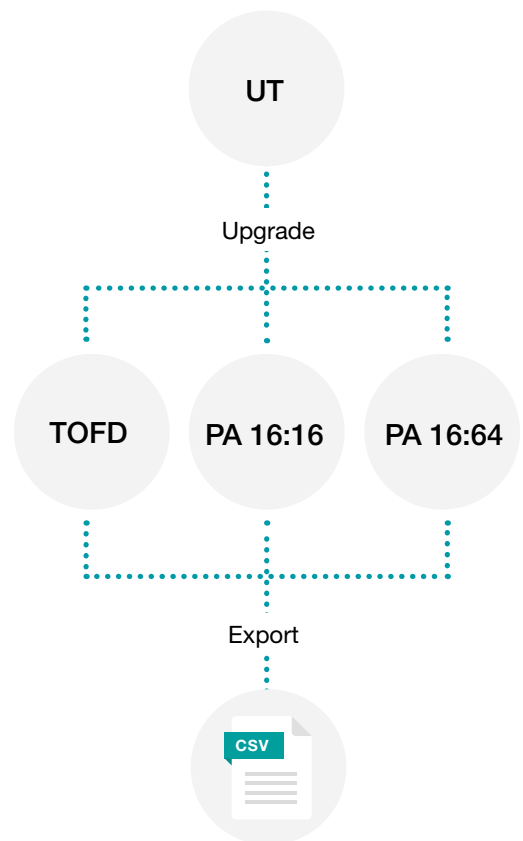 UT
Upgrade
TOFD
PA 16:16
PA 16:64
Export
CSV